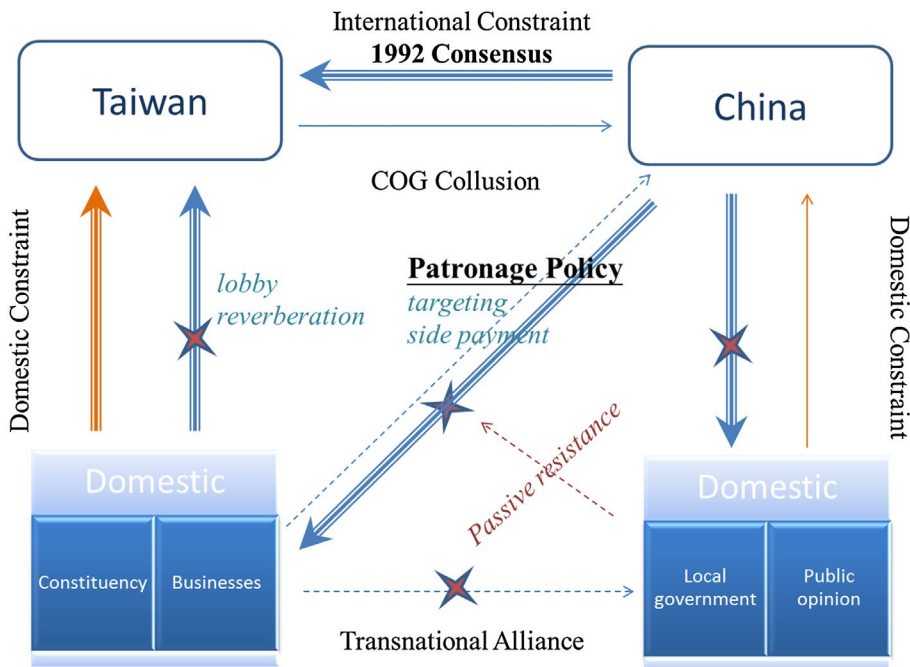 International Constraint
1992 Consensus
Taiwan
China
COG Collusion
Domestic Constraint
lobby
reverberation
Patronage Policy
targeting
side payment
Domestic Constraint
Passive resistance
Domestic
Domestic
Constituency
Businesses
Local
government
Public
opinion
Transnational Alliance